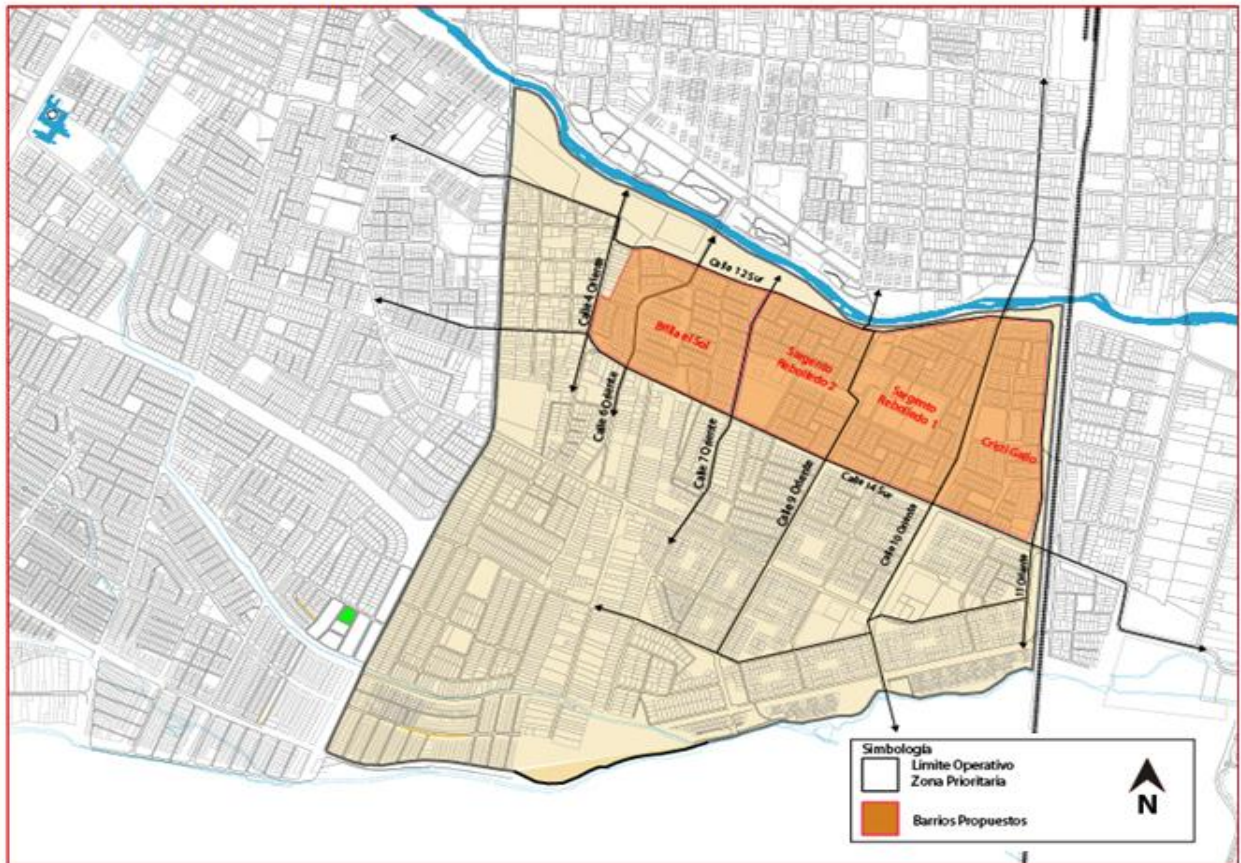 Calle 12 Sur
Calle 4 Oriente
Brilla el Sol
Sargento
Rebolledo 2
Sargento
Rebolledo 1
Cristi Gallo
Calle 6 Oriente
Calle 7 Oriente
Calle 9 Oriente
Calle 14 Sur
Calle 10 Oriente
11 Oriente
Simbología
Limite Operativo
Zona Prioritaria
Barrios Propuestos
N